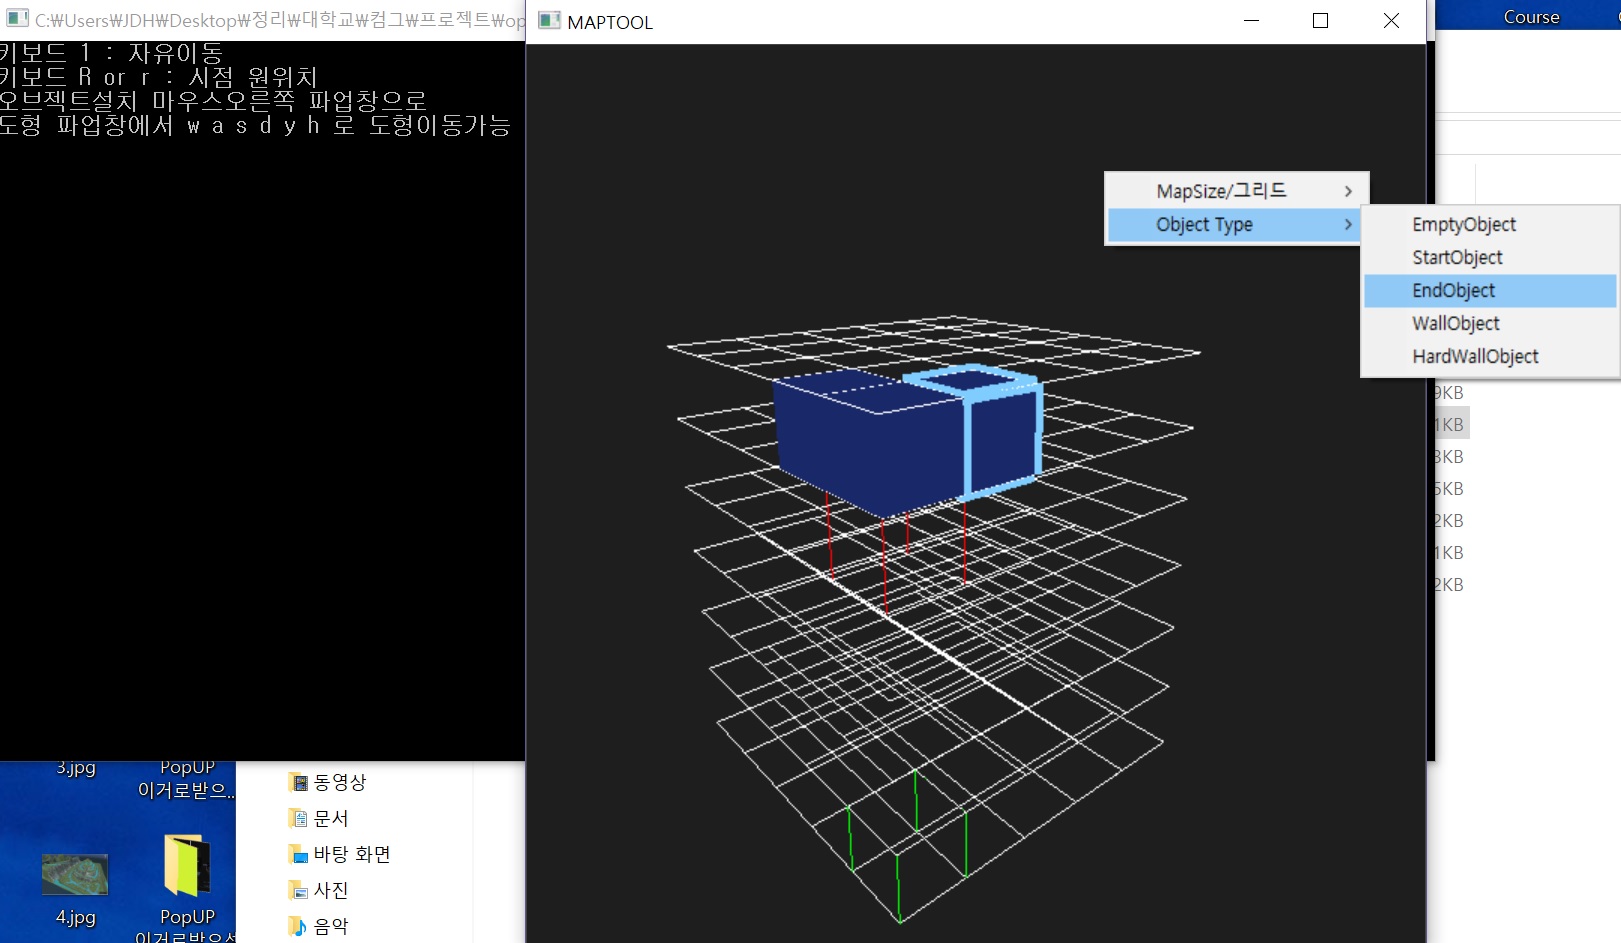 C:₩Users₩JDH₩Desktop₩정리₩대학교₩컴그₩프로젝트₩op
MAPTOOL
Course
키보드 1 : 자유이동
키보드 R or r : 시점 원위치
오브젝트설치 마우스오른쪽 파업창으로
도형 파업창에서 w a s d y h 로 도형이동가능
MapSize/그리드
Object Type
EmptyObject
StartObject
EndObject
WallObject
HardWallObject
9KB
1KB
3KB
5KB
2KB
1KB
2KB
3.jpg
PopUP
이거로받으...
동영상
문서
바탕 화면
사진
음악
4.jpg
PopUP
이거로받으셔